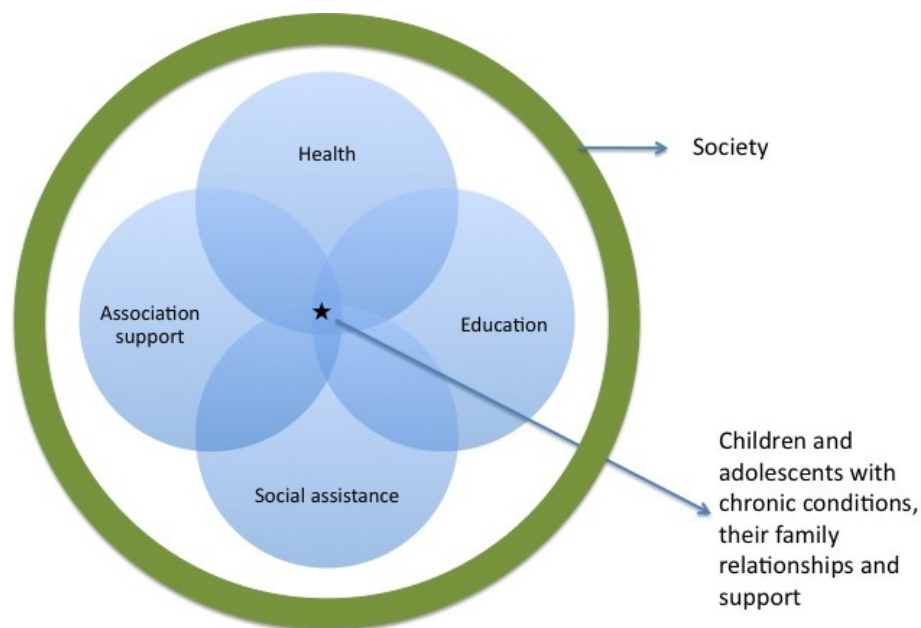 Health
Society
Association
support
Education
Social assistance
Children and
adolescents with
chronic conditions,
their family
relationships and
support